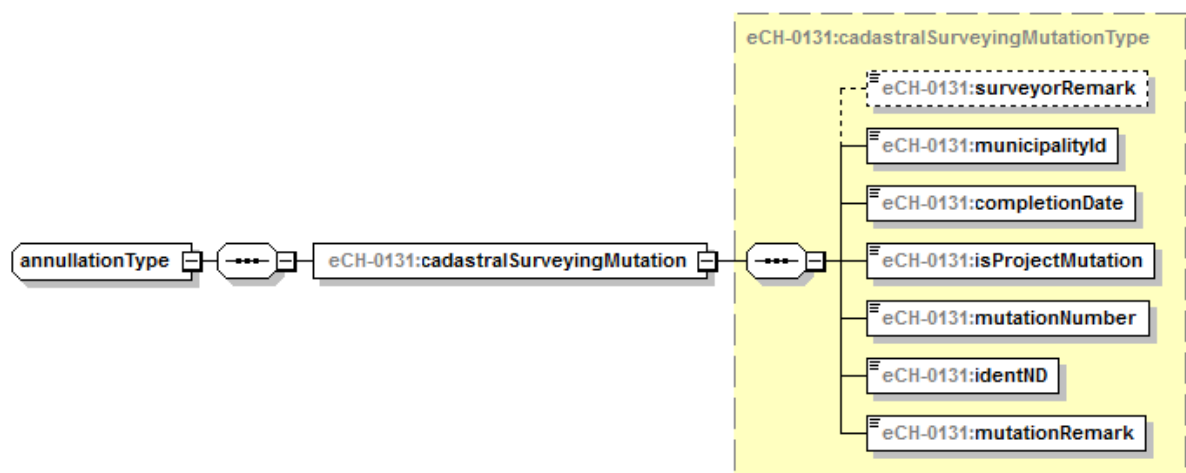 eCH-0131:cadastralSurveyingMutationType
eCH-0131:surveyorRemark
eCH-0131:municipalityId
eCH-0131:completionDate
annullationType
eCH-0131:cadastralSurveyingMutation
eCH-0131:isProjectMutation
eCH-0131:mutationNumber
eCH-0131:identND
eCH-0131:mutationRemark